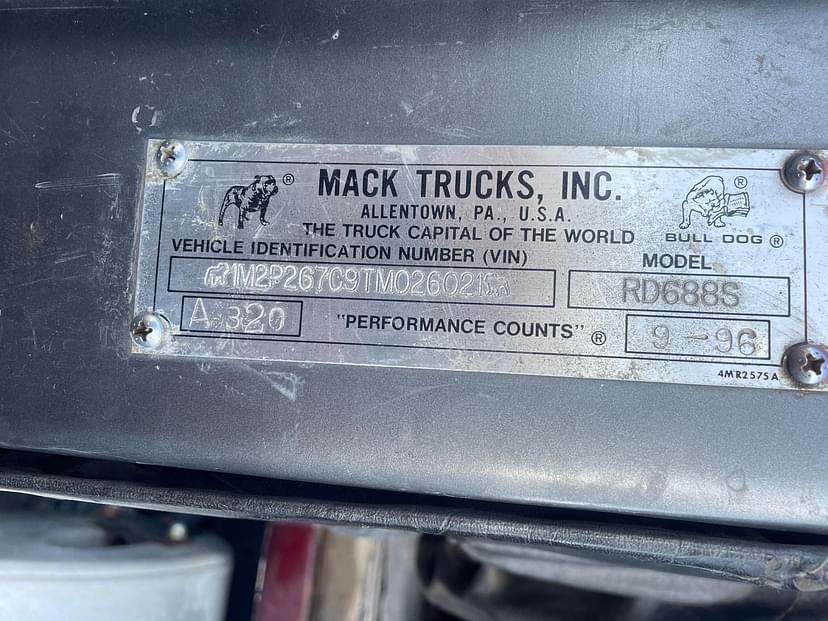 ® MACK TRUCKS, INC. ®
ALLENTOWN, PA., U.S.A.
THE TRUCK CAPITAL OF THE WORLD
BULL DOG ®
VEHICLE IDENTIFICATION NUMBER (VIN)
MODEL
1M2P267C9TM026021
RD688S
A-320
"PERFORMANCE COUNTS" ®
9-96
4MR2575A